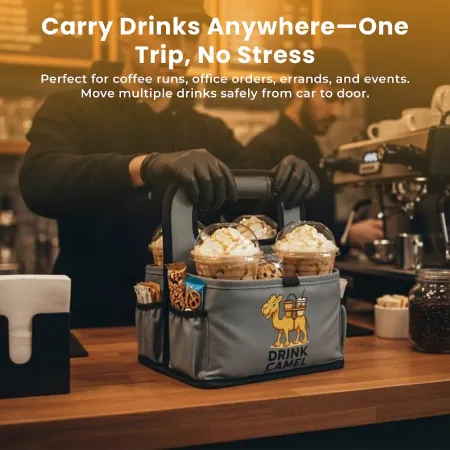 Carry Drinks Anywhere—One
Trip, No Stress
Perfect for coffee runs, office orders, errands, and events.
Move multiple drinks safely from car to door.
DRINK
CAMEL